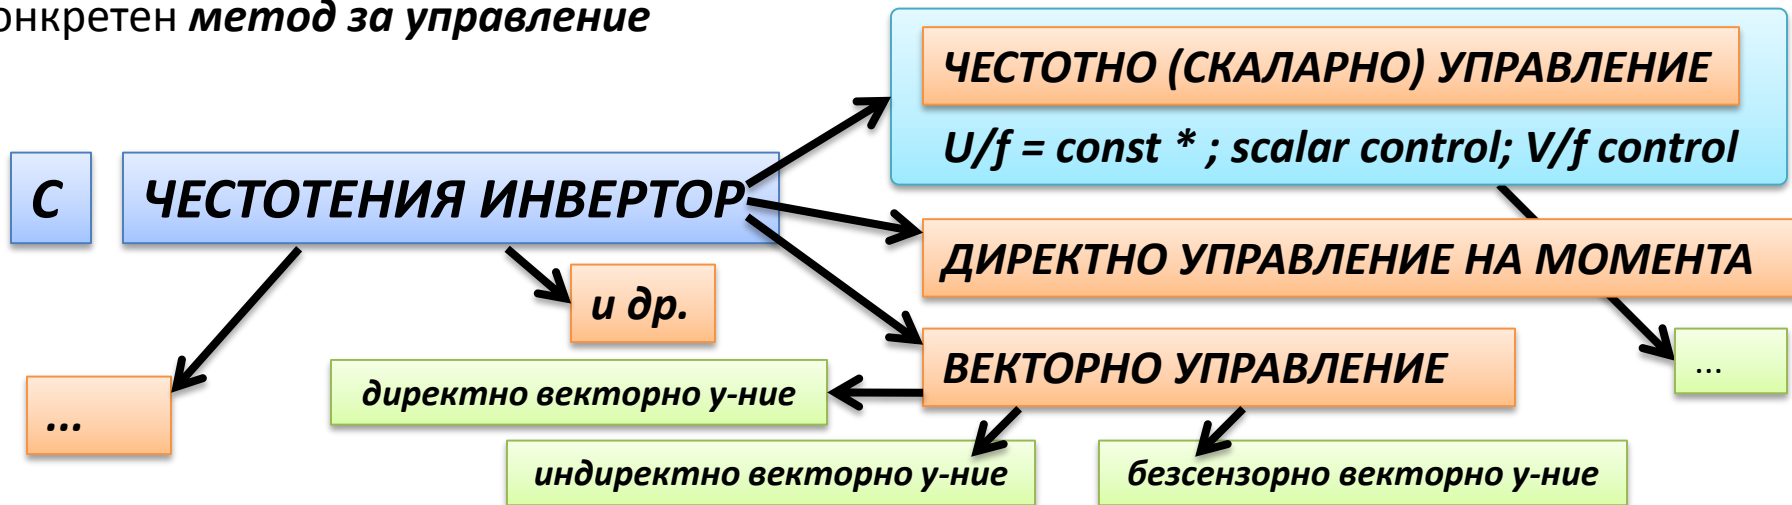 онкретен метод за управление
ЧЕСТОТНО (СКАЛАРНО) УПРАВЛЕНИЕ
U/f = const * ; scalar control; V/f control
С ЧЕСТОТЕНИЯ ИНВЕРТОР
ДИРЕКТНО УПРАВЛЕНИЕ НА МОМЕНТА
и др.
ВЕКТОРНО УПРАВЛЕНИЕ
...
директно векторно у-ние
...
индиректно векторно у-ние
безсензорно векторно у-ние